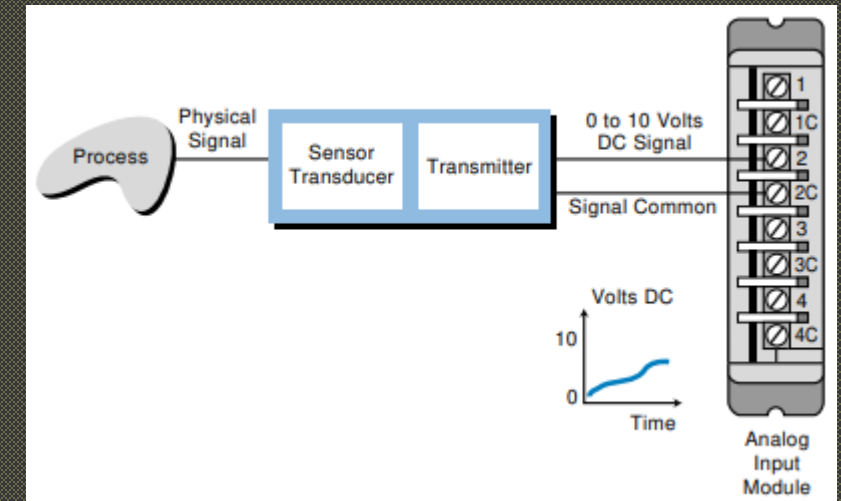 Process
Physical
Signal
Sensor
Transducer
Transmitter
0 to 10 Volts
DC Signal
Signal Common
1
1C
2
2C
3
3C
4
4C
Volts DC
10
0
Time
Analog
Input
Module